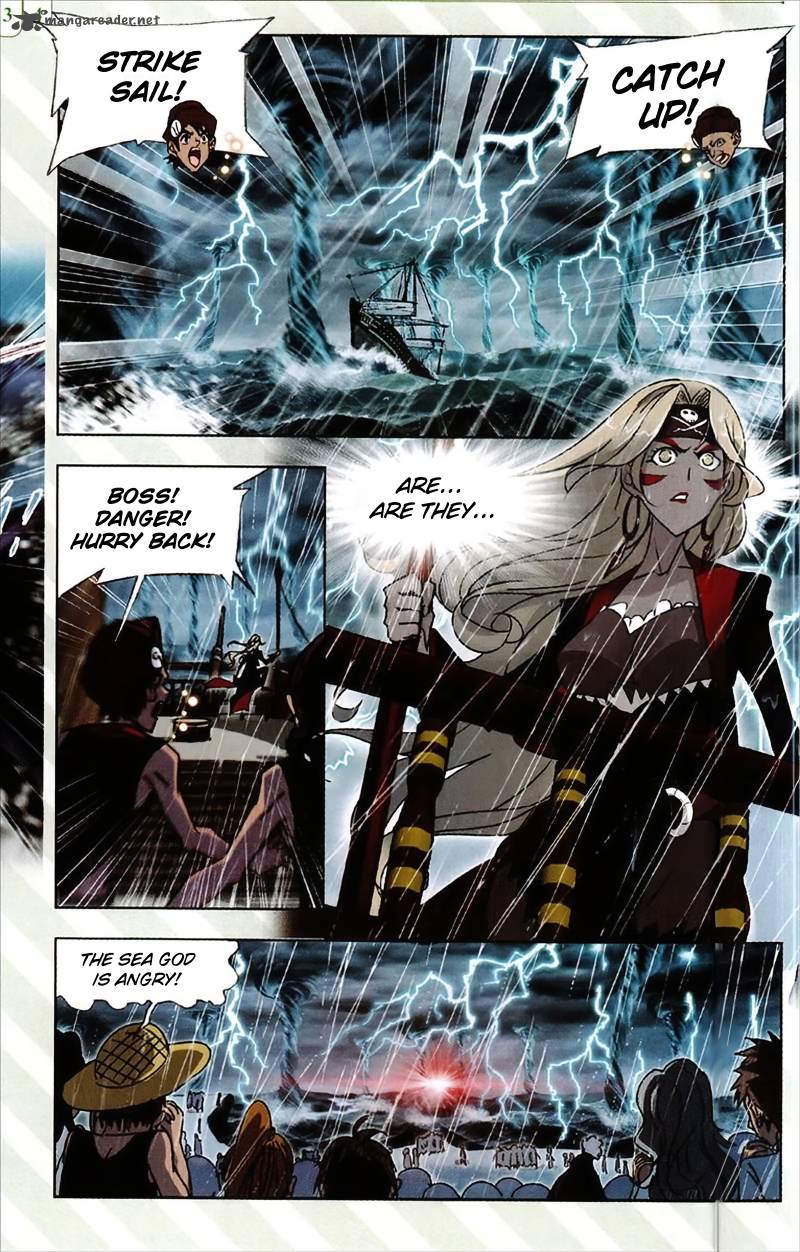 mangareader.net
STRIKE
SAIL!
CATCH
UP!
BOSS!
DANGER!
HURRY BACK!
ARE...
ARE THEY...
THE SEA GOD
IS ANGRY!